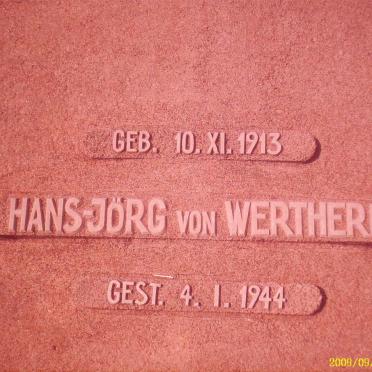 GEB. 10. XI. 1913
HANS-JÖRG VON WERTHER
GEST. 4. I. 1944
2009/09